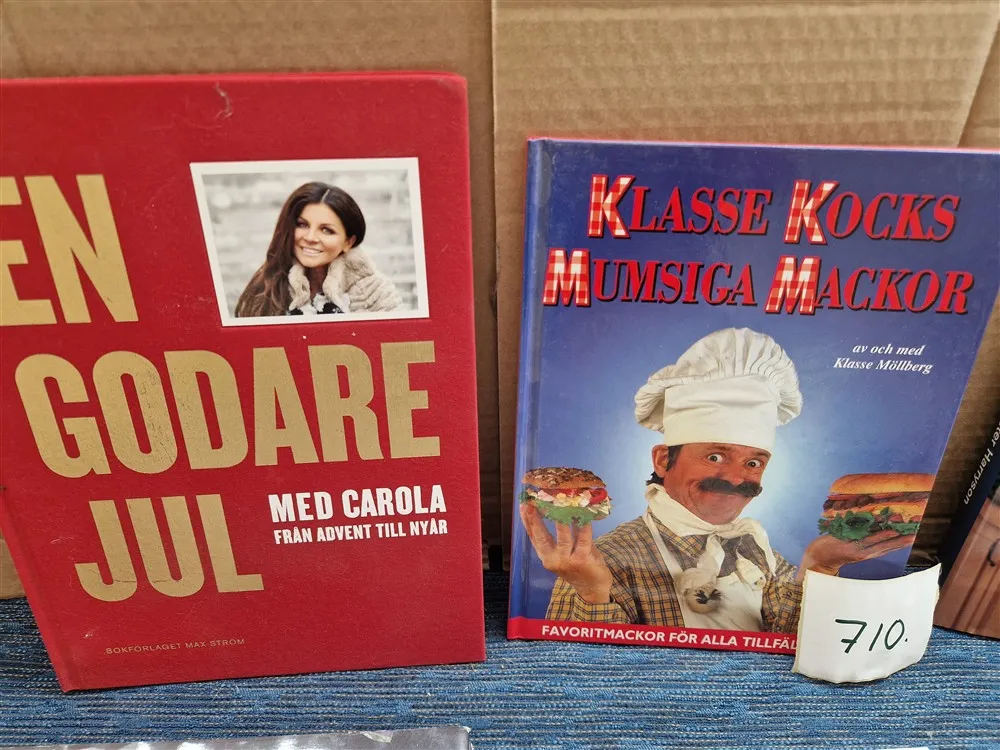 EN
GODARE
JUL
MED CAROLA
FRÅN ADVENT TILL NYÅR
BOKFÖRLAGET MAX STRÖM
KLASSE KOCKS
MUMSIGA MACKOR
av och med
Klasse Möllberg
FAVORITMACKOR FÖR ALLA
710.
Harryson